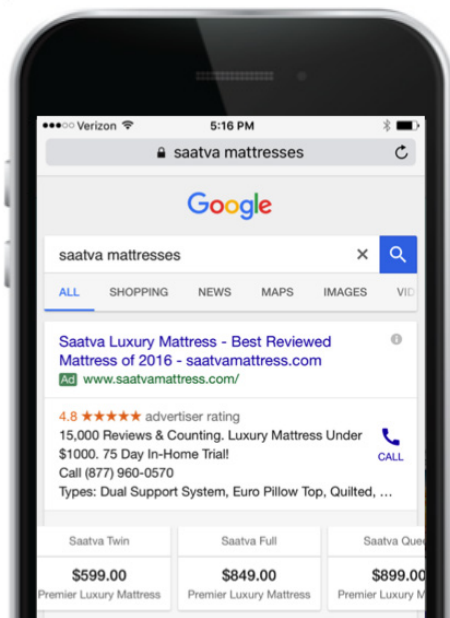 Verizon 5:16 PM
saatva mattresses
Google
saatva mattresses
ALL SHOPPING NEWS MAPS IMAGES VID
Saatva Luxury Mattress - Best Reviewed
Mattress of 2016 - saatvamattress.com
Ad www.saatvamattress.com/
4.8 ★★★★★ advertiser rating
15,000 Reviews & Counting. Luxury Mattress Under
$1000. 75 Day In-Home Trial!
CALL
Call (877) 960-0570
Types: Dual Support System, Euro Pillow Top, Quilted, …
Saatva Twin Saatva Full Saatva Quee
$599.00 $849.00 $899.00
Premier Luxury Mattress Premier Luxury Mattress Premier Luxury M